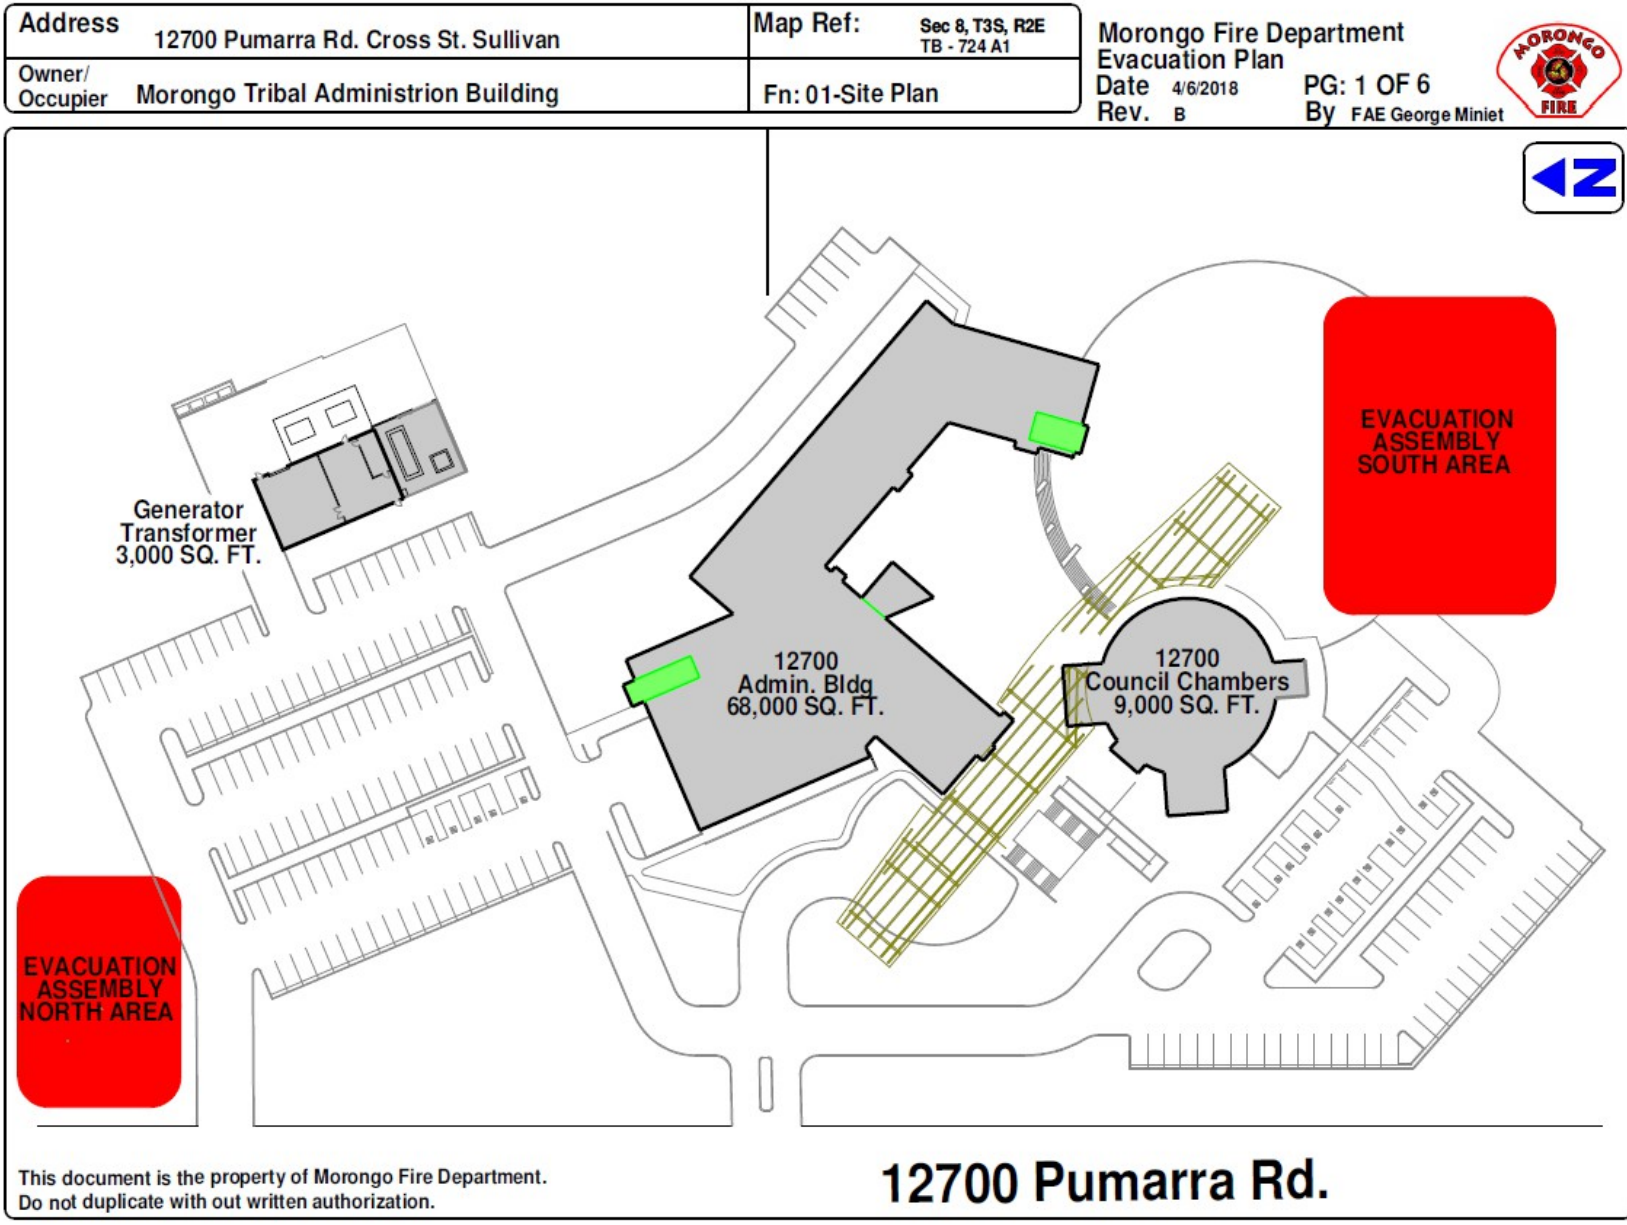 Address
12700 Pumarra Rd. Cross St. Sullivan
Map Ref:
Sec 8, T3S, R2E
TB - 724 A1
Owner/
Occupier
Morongo Tribal Administrion Building
Fn: 01-Site Plan
Morongo Fire Department
Evacuation Plan
Date 4/6/2018 PG: 1 OF 6
Rev. B By FAE George Miniet
MORONGO
FIRE
N
EVACUATION
ASSEMBLY
SOUTH AREA
Generator
Transformer
3,000 SQ. FT.
12700
Admin. Bldg
68,000 SQ. FT.
12700
Council Chambers
9,000 SQ. FT.
EVACUATION
ASSEMBLY
NORTH AREA
This document is the property of Morongo Fire Department.
Do not duplicate with out written authorization.
12700 Pumarra Rd.